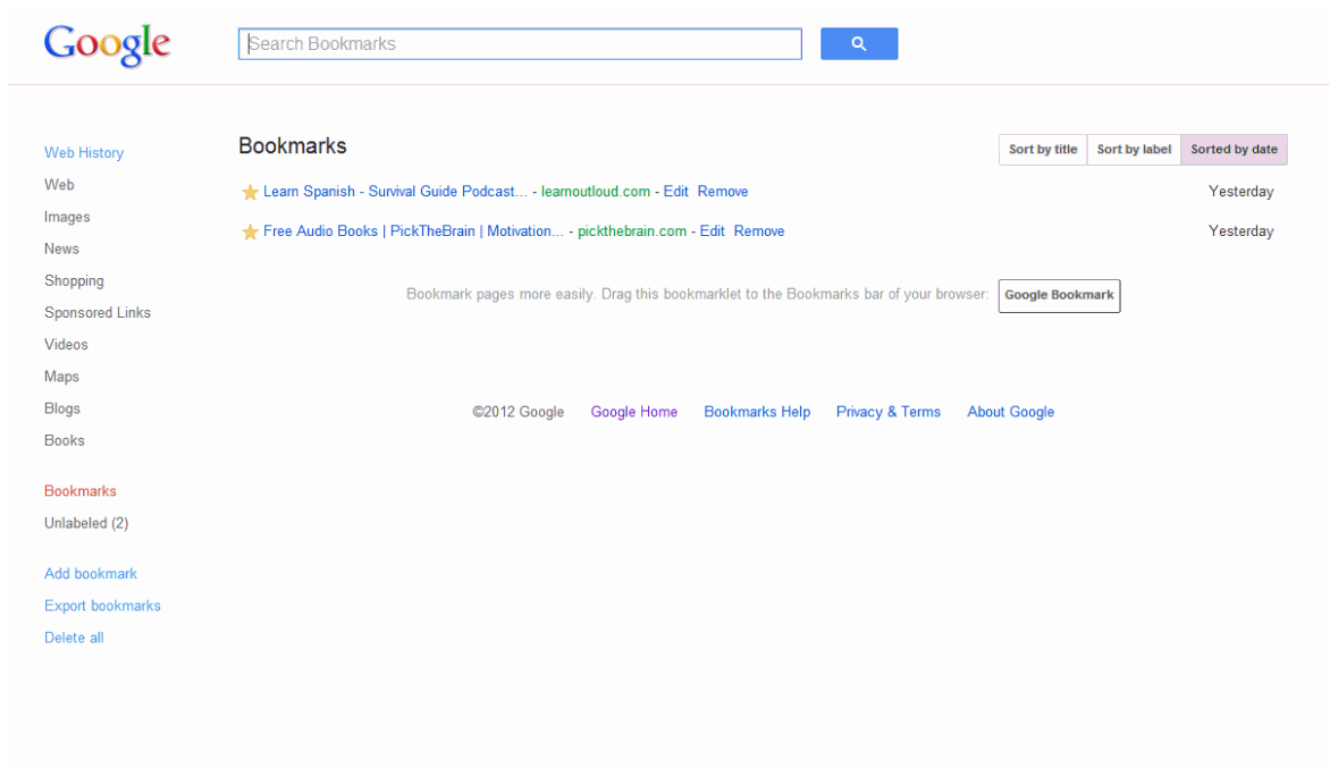 Google
Search Bookmarks
Web History
Web
Images
News
Shopping
Sponsored Links
Videos
Maps
Blogs
Books
Bookmarks
Unlabeled (2)
Add bookmark
Export bookmarks
Delete all
Bookmarks
Sort by title Sort by label Sorted by date
Learn Spanish - Survival Guide Podcast... - learnoutloud.com - Edit Remove Yesterday
Free Audio Books | PickTheBrain | Motivation... - pickthebrain.com - Edit Remove Yesterday
Bookmark pages more easily. Drag this bookmarklet to the Bookmarks bar of your browser: Google Bookmark
©2012 Google Google Home Bookmarks Help Privacy & Terms About Google